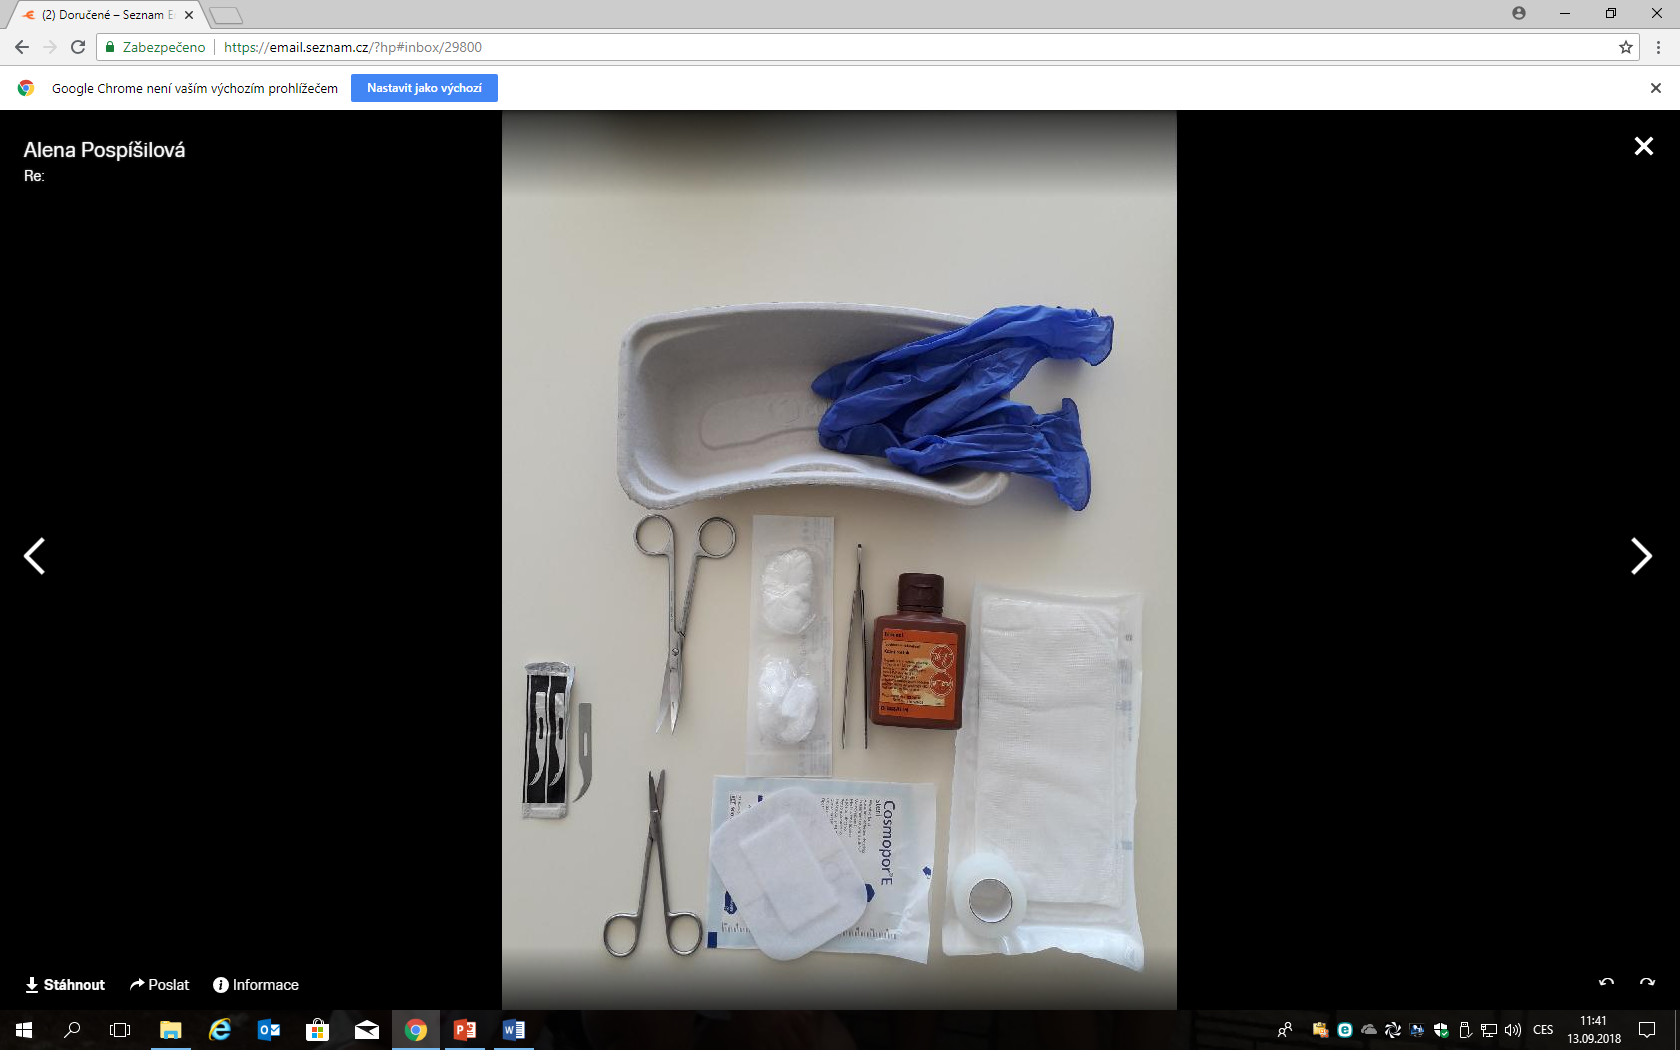 (2) Doručené – Seznam E
Zabezpečeno
https://email.seznam.cz/?hp#inbox/29800
Google Chrome není vaším výchozím prohlížečem
Nastavit jako výchozí
Alena Pospíšilová
Re:
Cosmopor E
steril
Stáhnout
Poslat
Informace
CES
11:41
13.09.2018